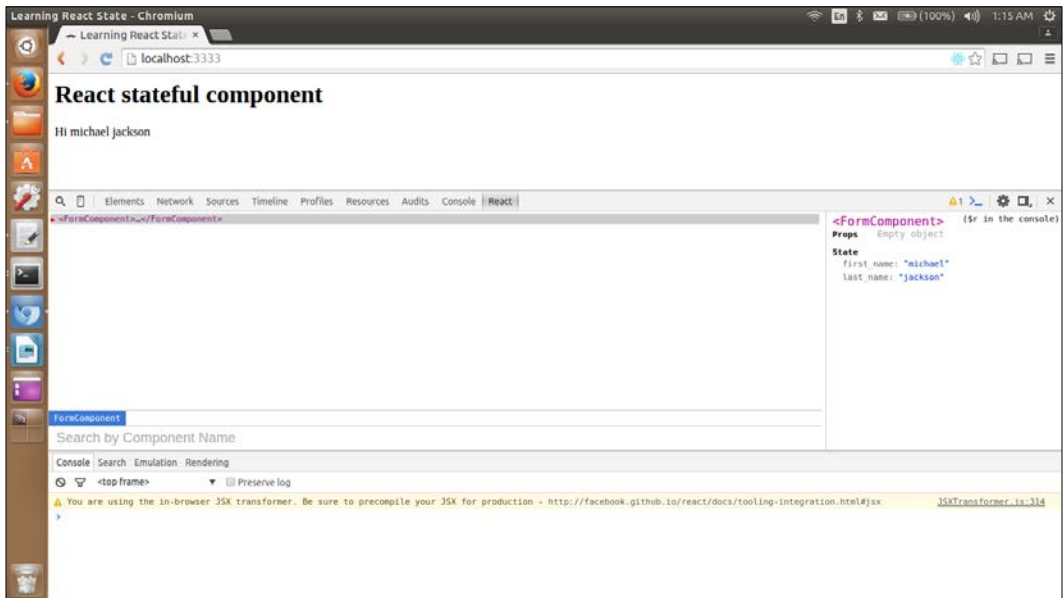 Learning React State - Chromium
En
(100%)
1:15 AM
Learning React Stat
localhost:3333
React stateful component
Hi michael jackson
Elements Network Sources Timeline Profiles Resources Audits Console React
1
<FormComponent>…</FormComponent>
<FormComponent>
($r in the console)
Props Empty object
State
first_name: "michael"
last_name: "jackson"
FormComponent
Search by Component Name
Console Search Emulation Rendering
<top frame> Preserve log
You are using the in-browser JSX transformer. Be sure to precompile your JSX for production - http://facebook.github.io/react/docs/tooling-integration.html#jsx
JSXTransformer.js:314